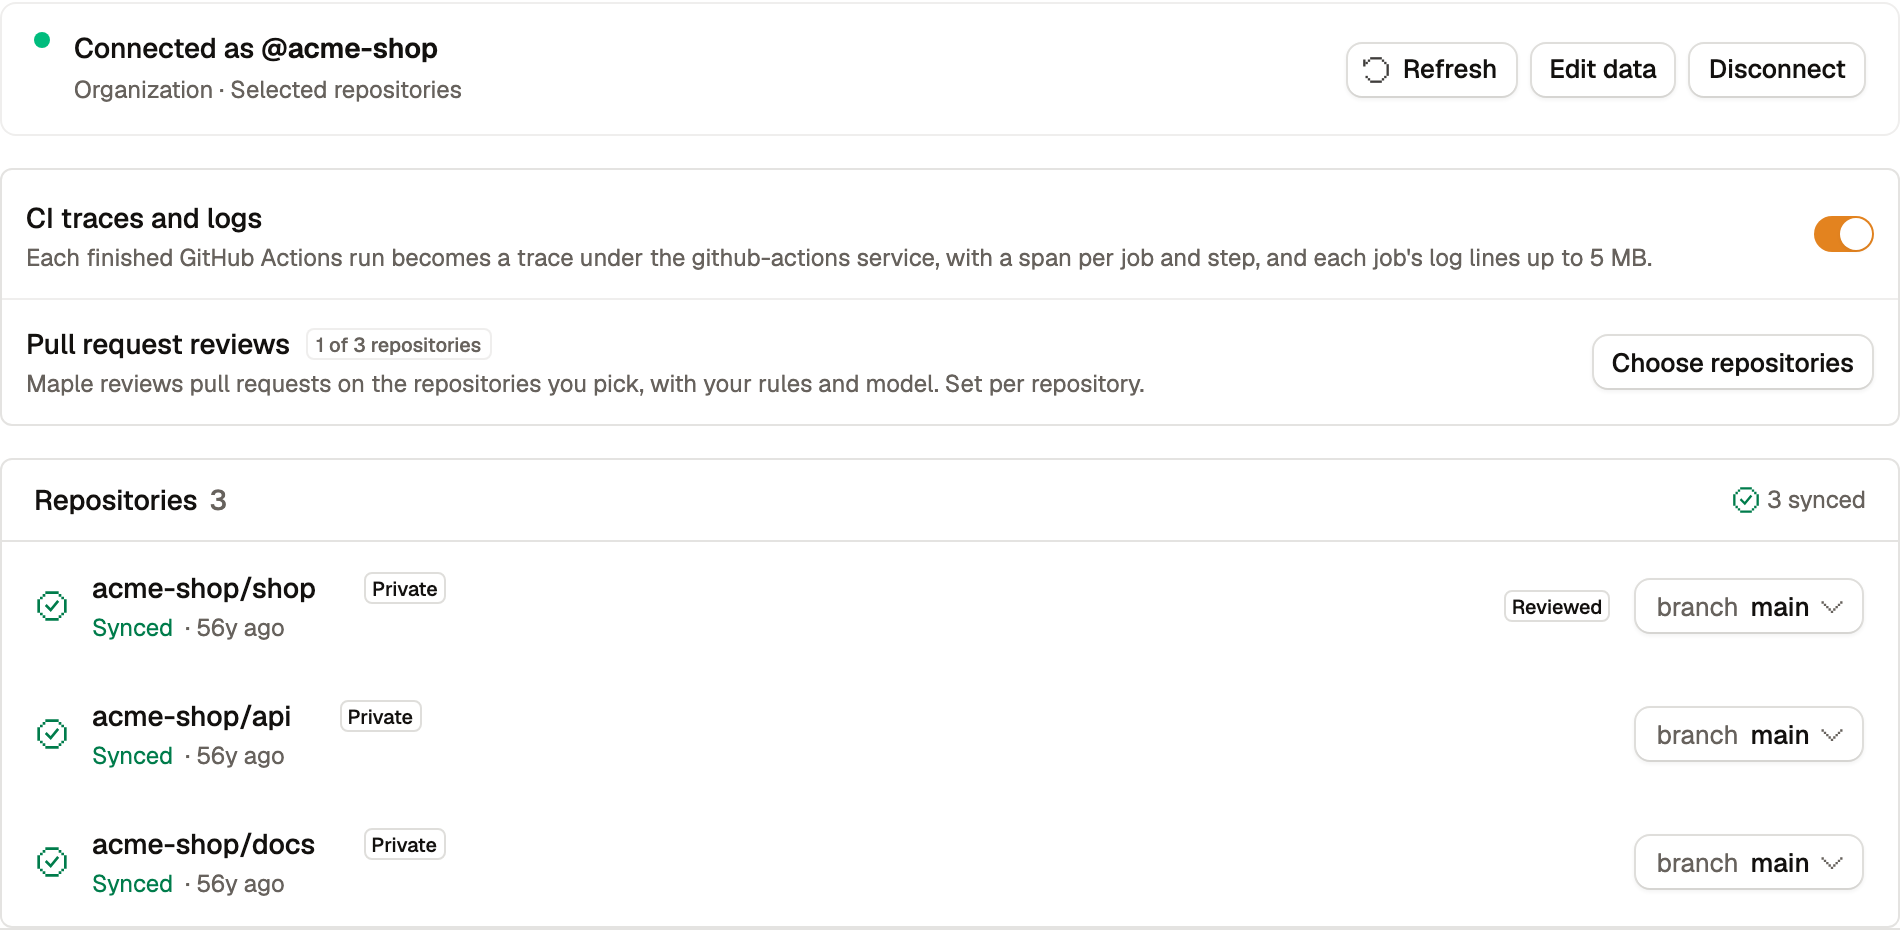 Connected as @acme-shop
Organization · Selected repositories
Refresh
Edit data
Disconnect
CI traces and logs
Each finished GitHub Actions run becomes a trace under the github-actions service, with a span per job and step, and each job's log lines up to 5 MB.
Pull request reviews 1 of 3 repositories
Maple reviews pull requests on the repositories you pick, with your rules and model. Set per repository.
Choose repositories
Repositories 3
3 synced
acme-shop/shop Private
Synced · 56y ago
Reviewed
branch main
acme-shop/api Private
Synced · 56y ago
branch main
acme-shop/docs Private
Synced · 56y ago
branch main